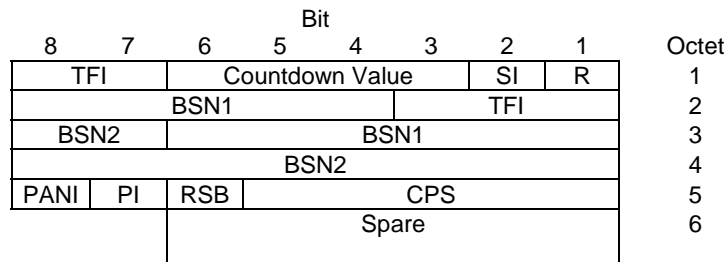 Bit
8 7 6 5 4 3 2 1 Octet
TFI Countdown Value SI R 1
BSN1 TFI 2
BSN2 BSN1 3
BSN2 4
PANI PI RSB CPS 5
Spare 6